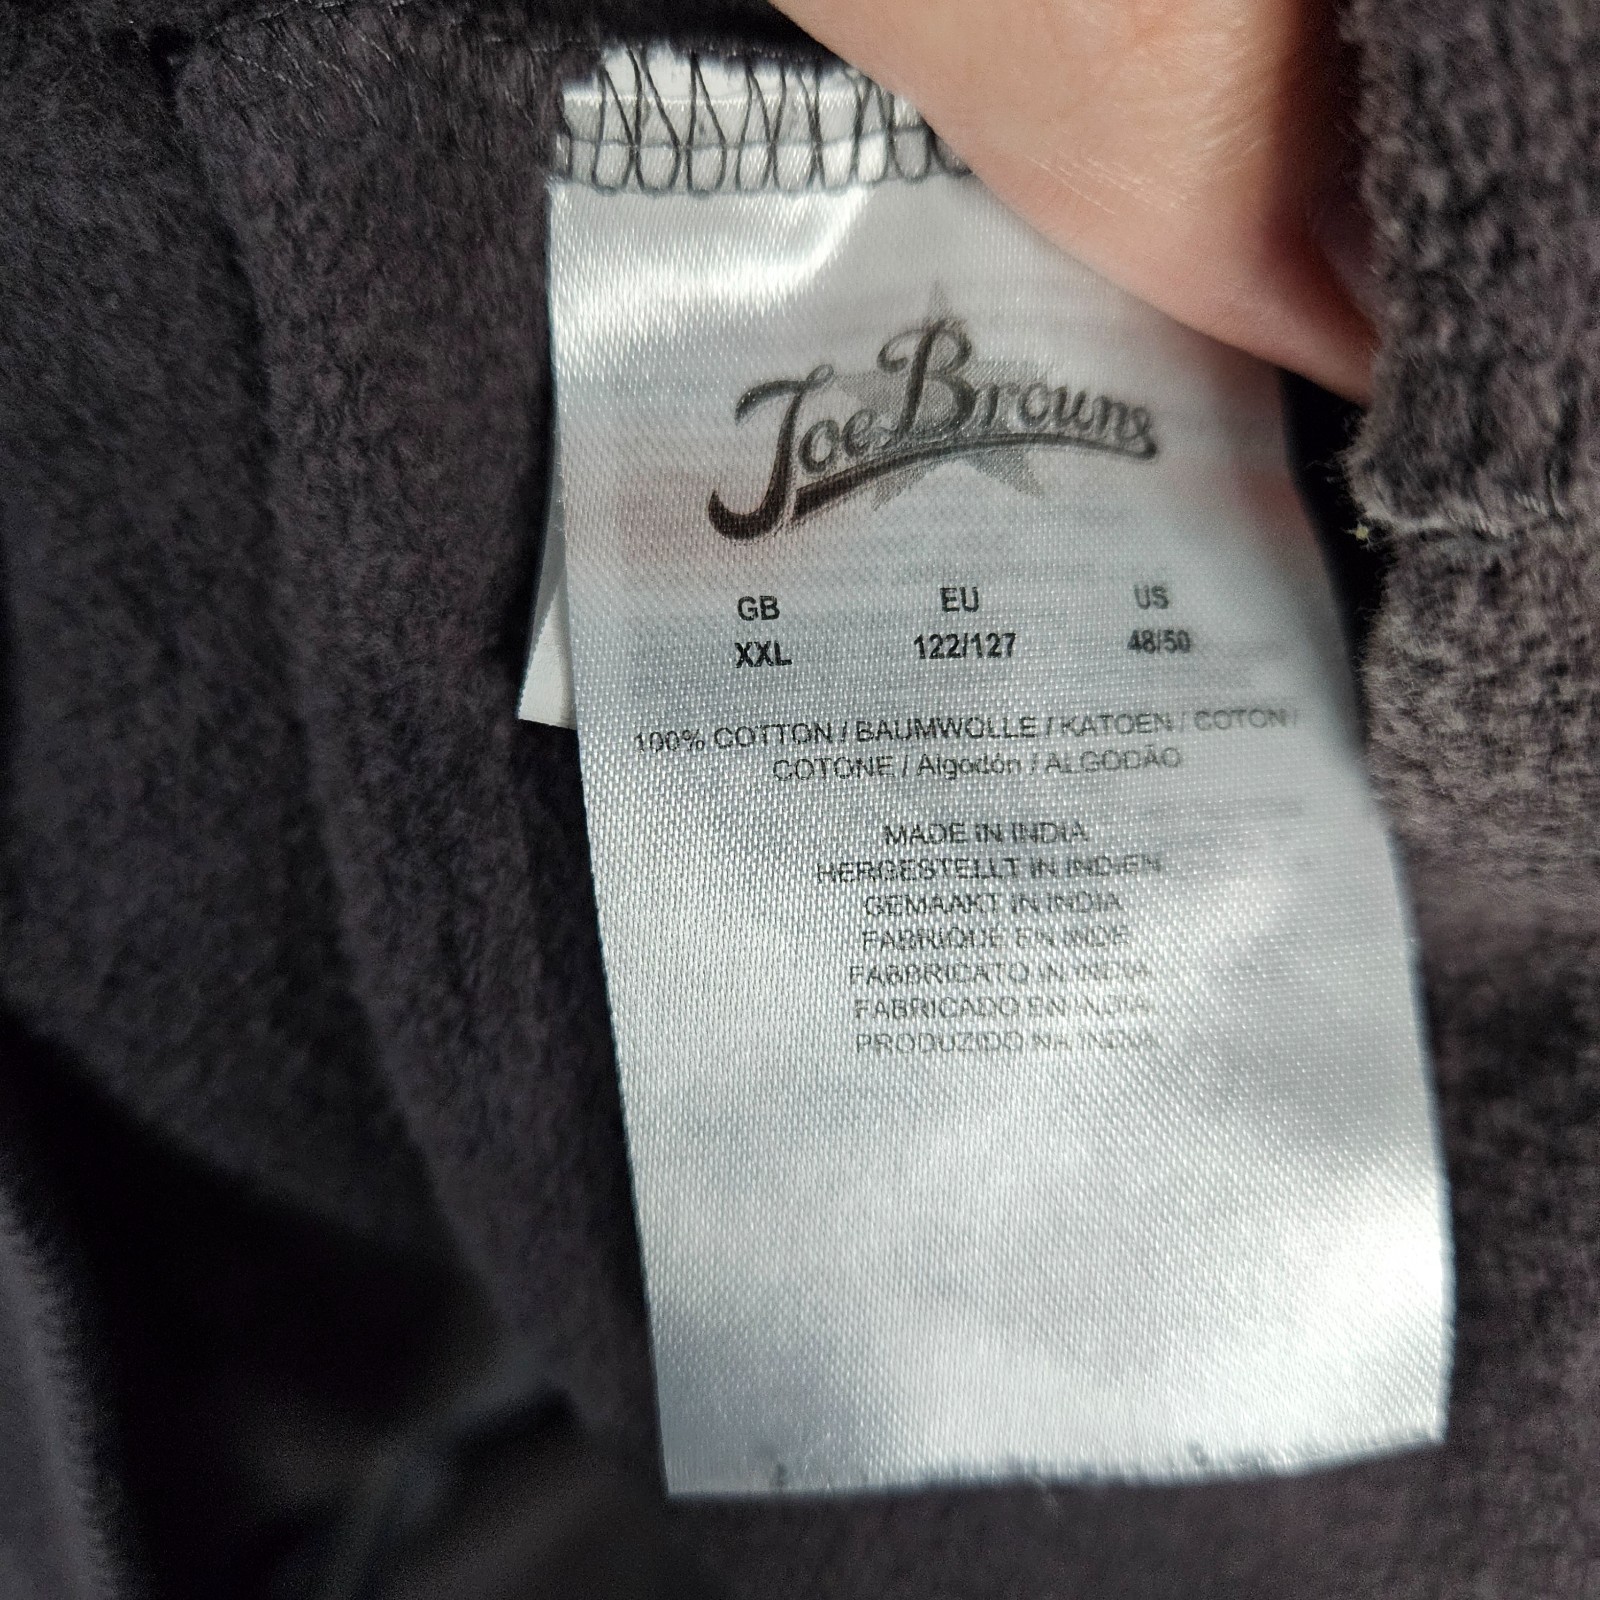 Joe Browns
GB EU US
XXL 122/127 48/50
100% COTTON / BAUMWOLLE / KATOEN / COTON /
COTONE / Algodón / ALGODÃO
MADE IN INDIA
HERGESTELLT IN INDIEN
GEMAAKT IN INDIA
FABRIQUE EN INDE
FABBRICATO IN INDIA
FABRICADO EN INDIA
PRODUZIDO NA INDIA